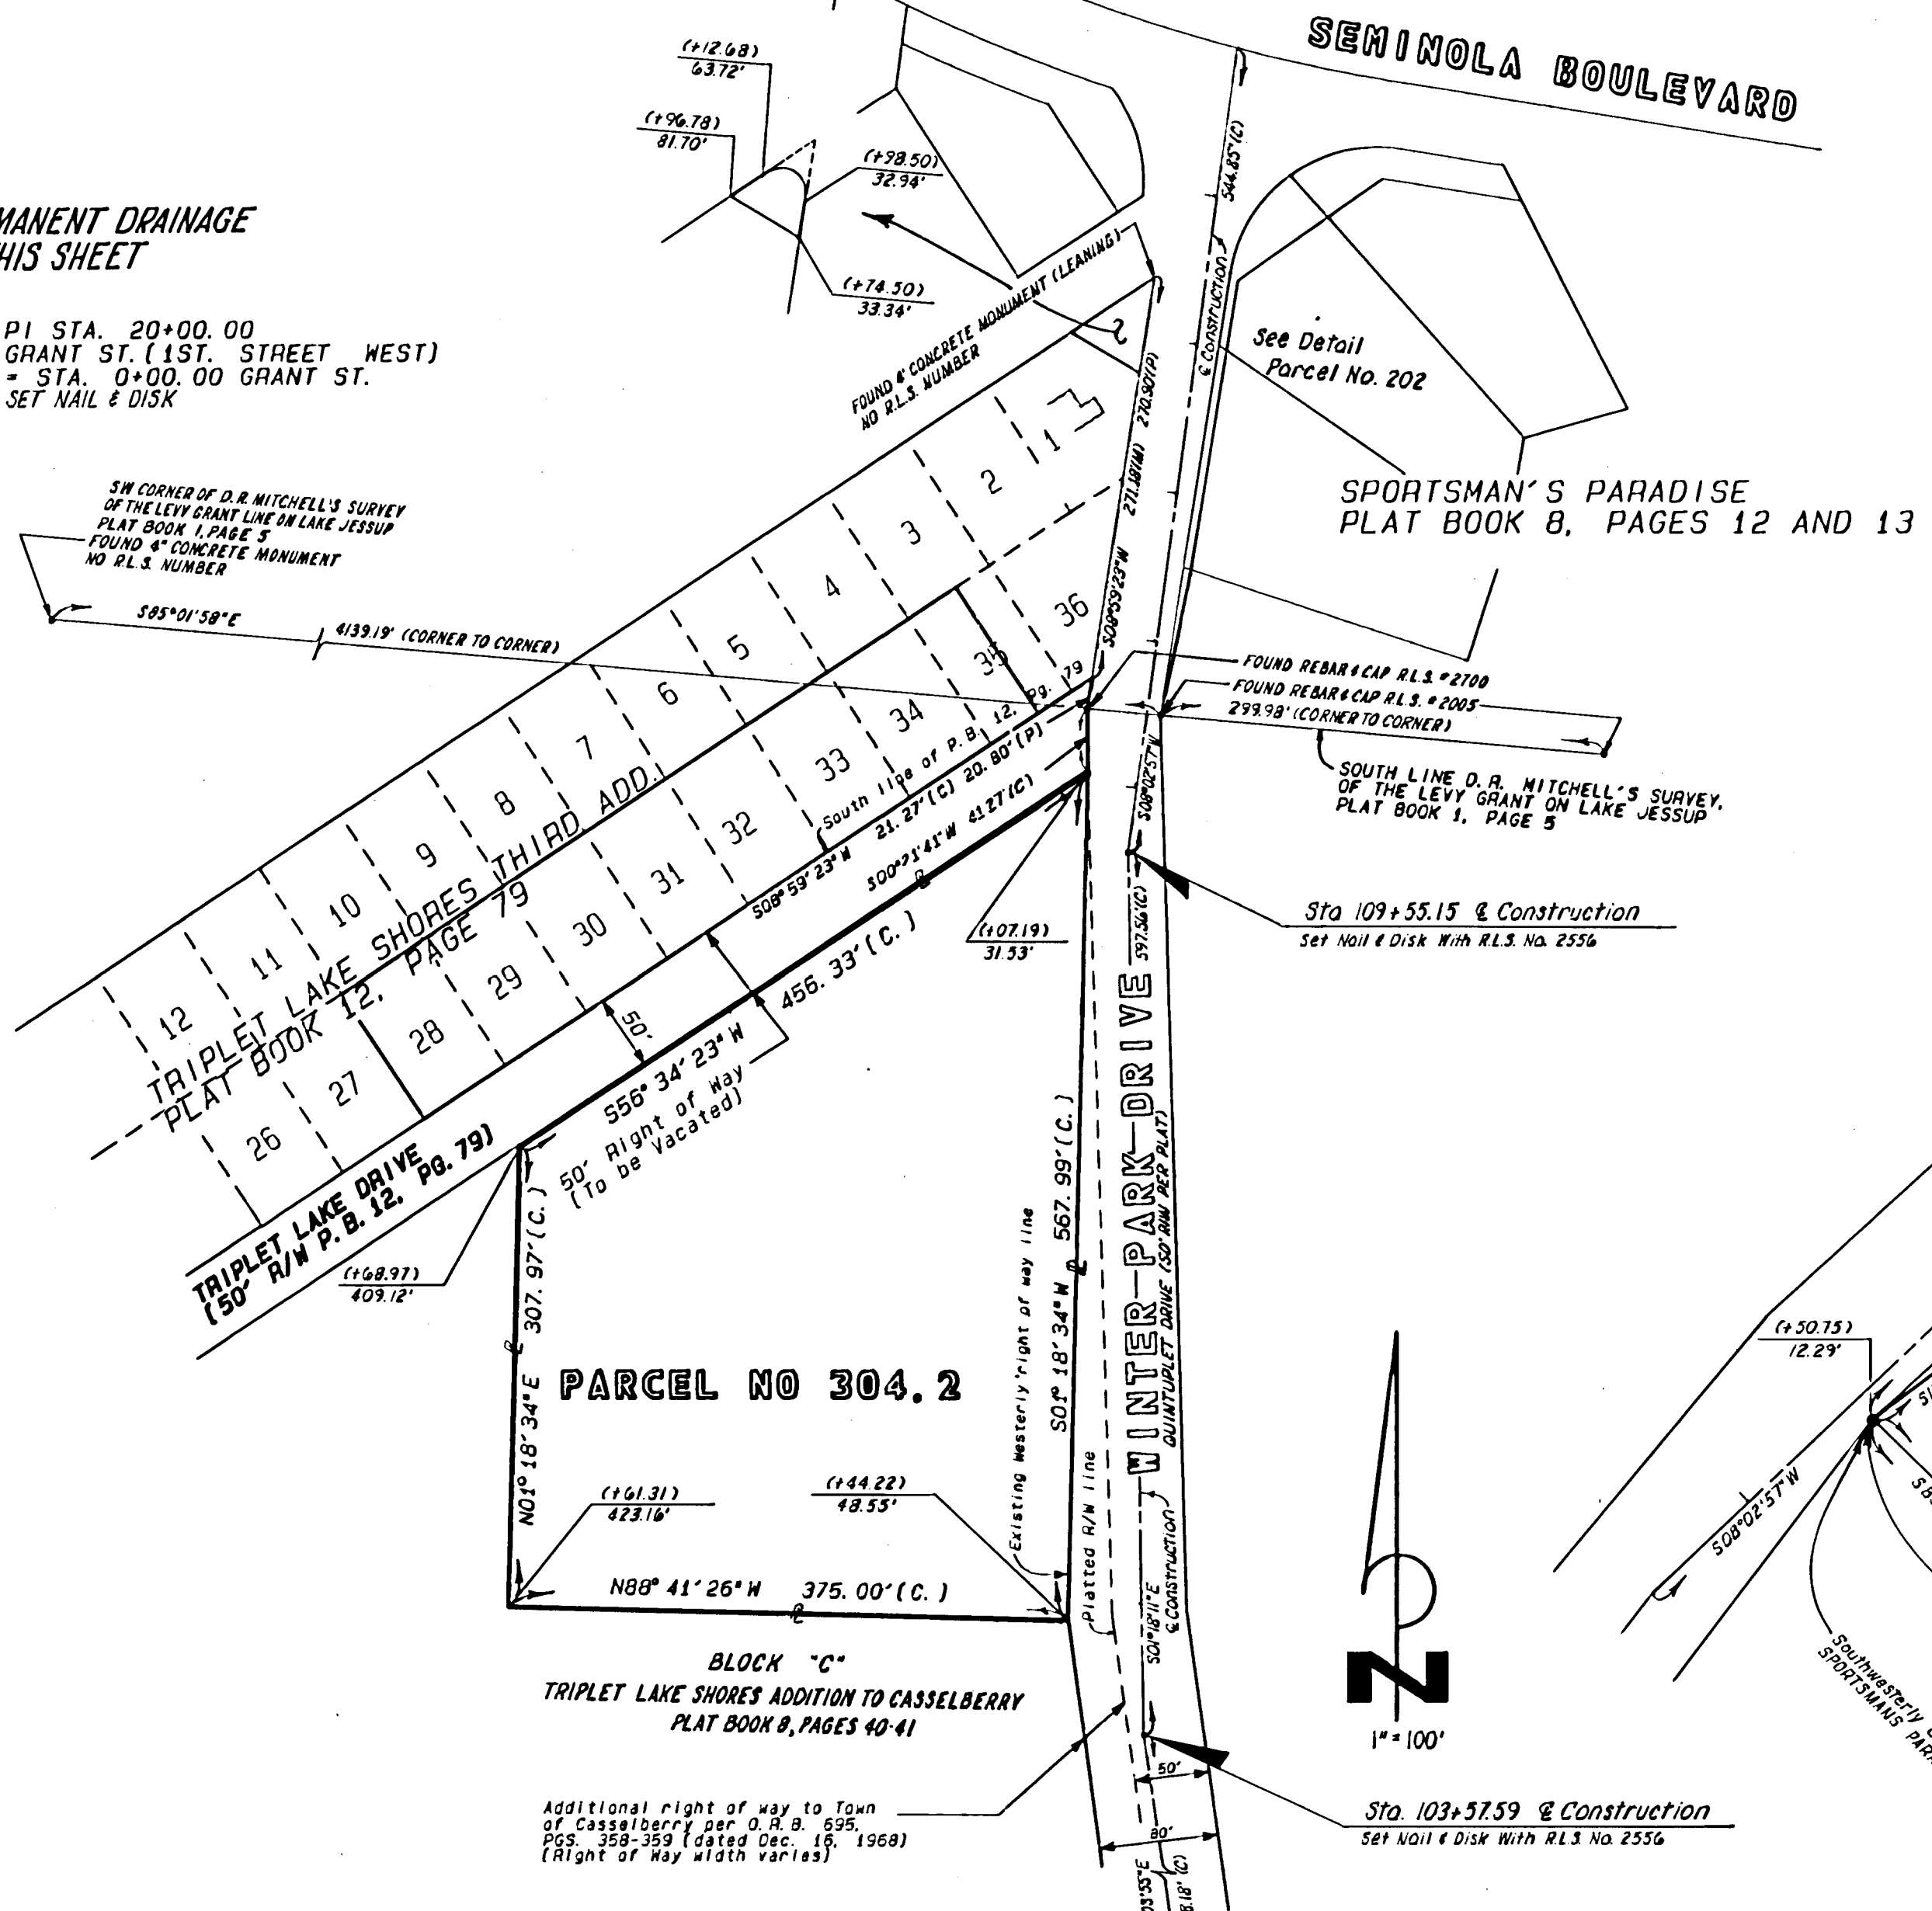 SEMINOLA BOULEVARD
(+12.68)
63.72'
(+96.78)
81.70'
(+98.50)
32.94'
(+74.50)
33.34'
544.85'(C)
MANENT DRAINAGE
HIS SHEET
PI STA. 20+00.00
GRANT ST. (1ST. STREET WEST)
= STA. 0+00.00 GRANT ST.
SET NAIL & DISK
FOUND 4" CONCRETE MONUMENT (LEANING)
NO R.L.S. NUMBER
℄ Construction
See Detail
Parcel No. 202
270.90'(P)
271.18'(M)
S08°59'23"W
SPORTSMAN'S PARADISE
PLAT BOOK 8, PAGES 12 AND 13
SW CORNER OF D.R. MITCHELL'S SURVEY
OF THE LEVY GRANT LINE ON LAKE JESSUP
PLAT BOOK 1, PAGE 5
FOUND 4" CONCRETE MONUMENT
NO R.L.S. NUMBER
S85°01'58"E
4139.19' (CORNER TO CORNER)
1
2
3
4
5
6
7
8
9
10
11
12
36
35
34
33
32
31
30
29
28
27
26
FOUND REBAR & CAP R.L.S. #2700
FOUND REBAR & CAP R.L.S. #2005
299.98' (CORNER TO CORNER)
SOUTH LINE D.R. MITCHELL'S SURVEY,
OF THE LEVY GRANT ON LAKE JESSUP
PLAT BOOK 1, PAGE 5
South line of P.B. 12, Pg. 79
S08°59'23"W 21.27'(C) 20.80'(P)
S00°21'41"W 41.27'(C)
S08°02'57"W
TRIPLET LAKE SHORES THIRD ADD.
PLAT BOOK 12, PAGE 79
(+07.19)
31.53'
597.56'(C)
Sta 109+55.15 ℄ Construction
Set Nail & Disk With R.L.S. No. 2556
50'
S56°34'23"W 456.33'(C.)
50' Right of Way
(To be Vacated)
TRIPLET LAKE DRIVE
(50' R/W P.B. 12, PG. 79)
(+68.97)
409.12'
N01°18'34"E 307.97'(C.)
PARCEL NO 304.2
S01°18'34"W 567.99'(C.)
Existing Westerly right of way line
Platted R/W line
WINTER PARK DRIVE
QUINTUPLET DRIVE (50' R/W PER PLAT)
(+61.31)
423.16'
(+44.22)
48.55'
N88°41'26"W 375.00'(C.)
S01°18'11"E
℄ Construction
BLOCK "C"
TRIPLET LAKE SHORES ADDITION TO CASSELBERRY
PLAT BOOK 8, PAGES 40-41
N
1" = 100'
(+50.75)
12.29'
S08°02'57"W
Southwesterly
SPORTSMANS
Additional right of way to Town
of Casselberry per O.R.B. 695,
PGS. 358-359 (dated Dec. 16, 1968)
(Right of Way width varies)
50'
80'
Sta. 103+57.59 ℄ Construction
Set Nail & Disk With R.L.S. No. 2556